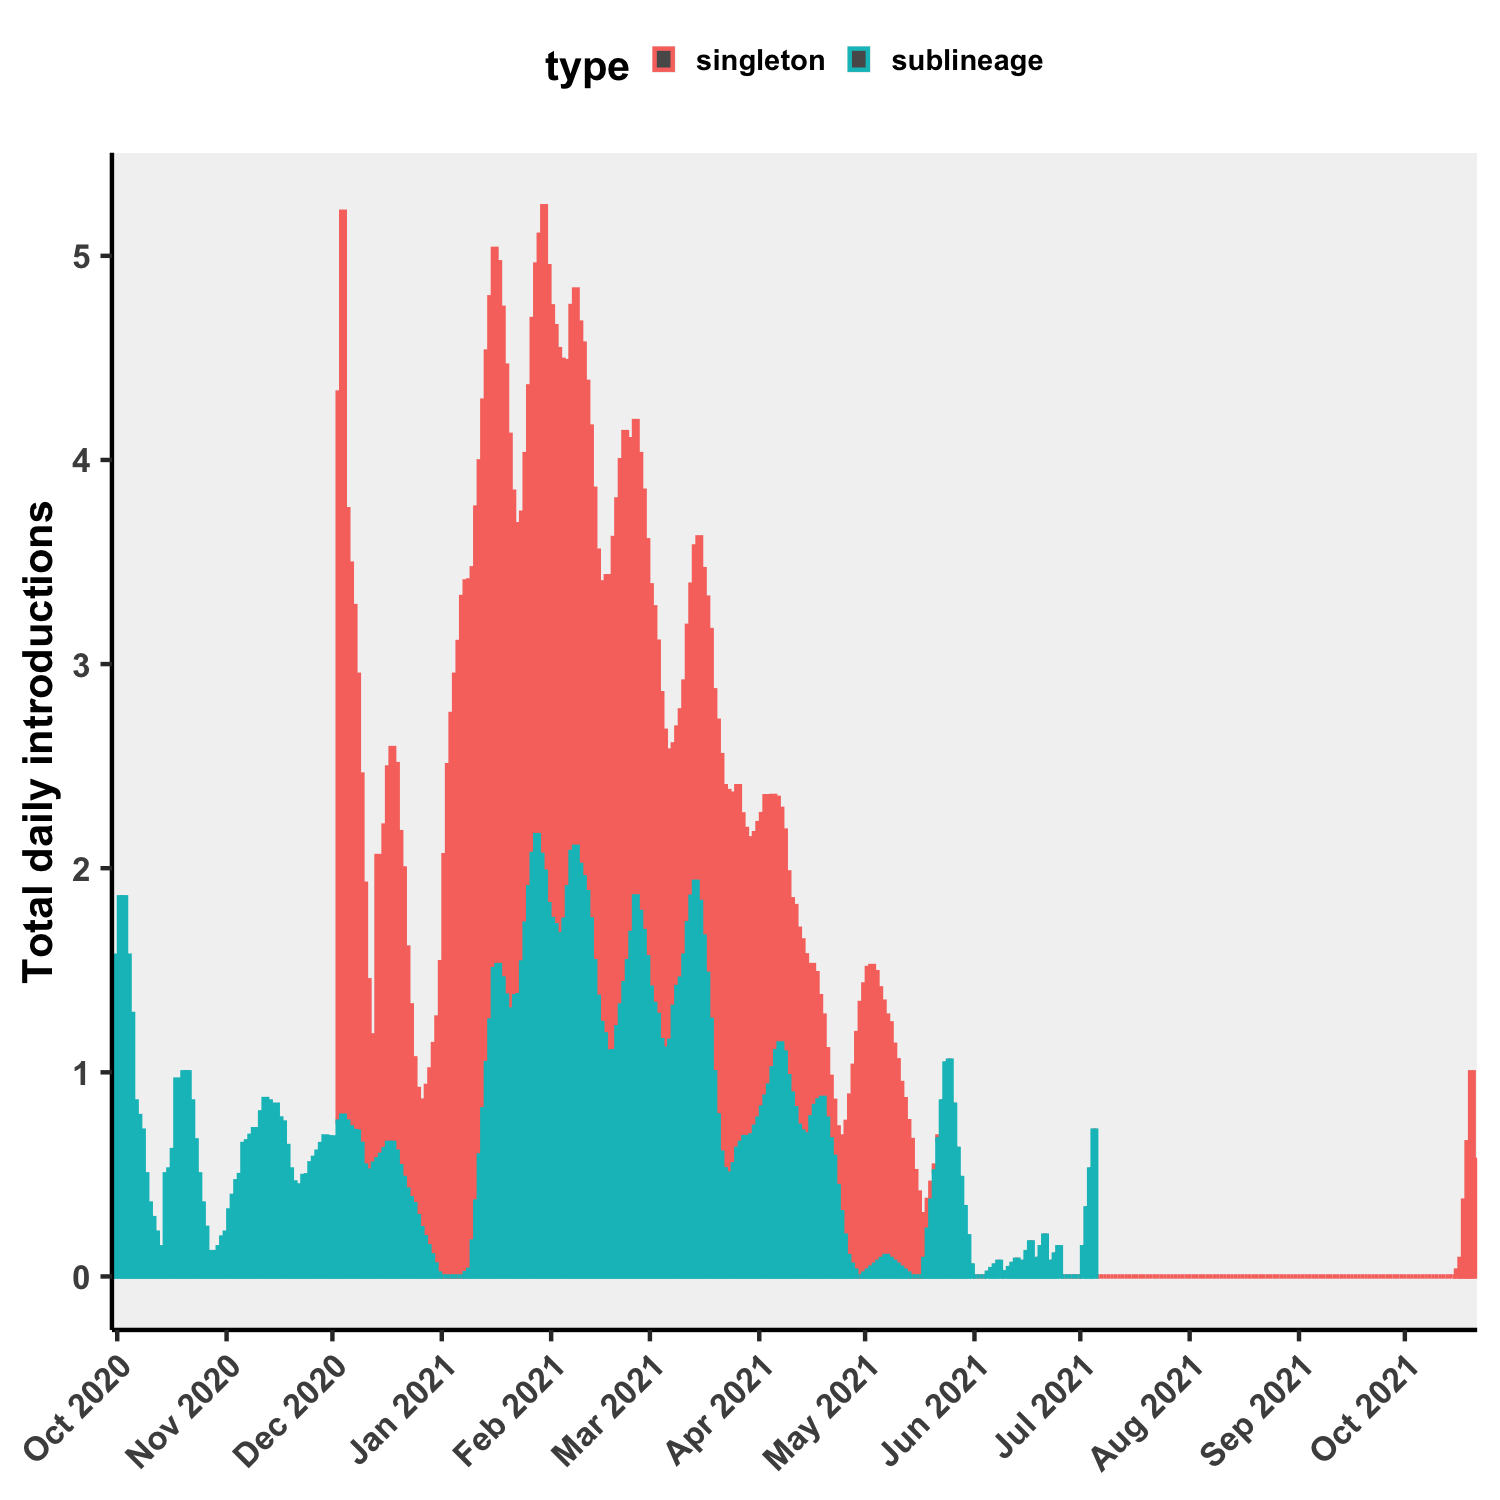 type singleton sublineage
Total daily introductions
5
4
3
2
1
0
Oct 2020
Nov 2020
Dec 2020
Jan 2021
Feb 2021
Mar 2021
Apr 2021
May 2021
Jun 2021
Jul 2021
Aug 2021
Sep 2021
Oct 2021